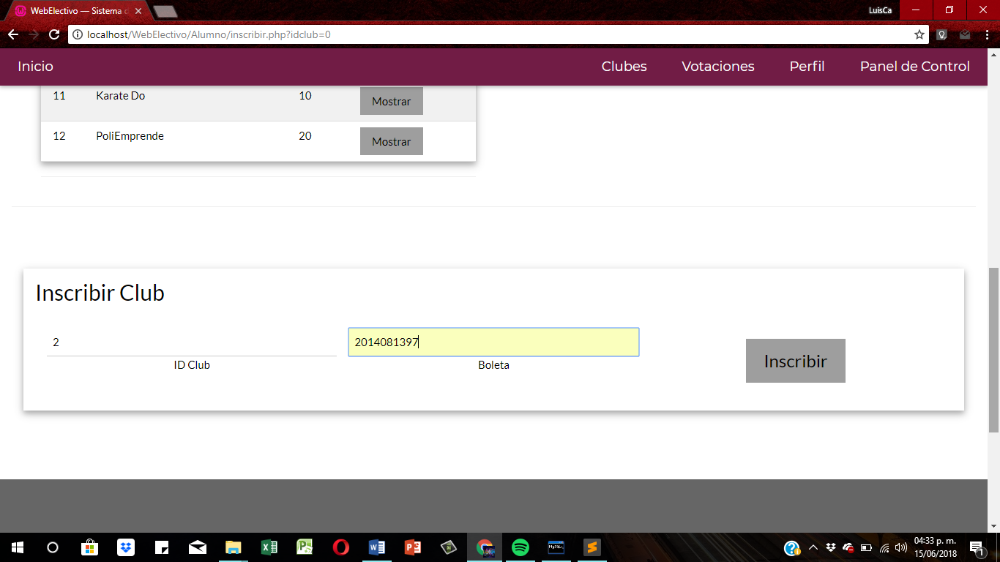 WebElectivo — Sistema d
LuisCa
localhost/WebElectivo/Alumno/inscribir.php?idclub=0
Inicio Clubes Votaciones Perfil Panel de Control
11 Karate Do 10 Mostrar
12 PoliEmprende 20 Mostrar
Inscribir Club
2 2014081397
Inscribir
ID Club Boleta
04:33 p. m.
15/06/2018
1